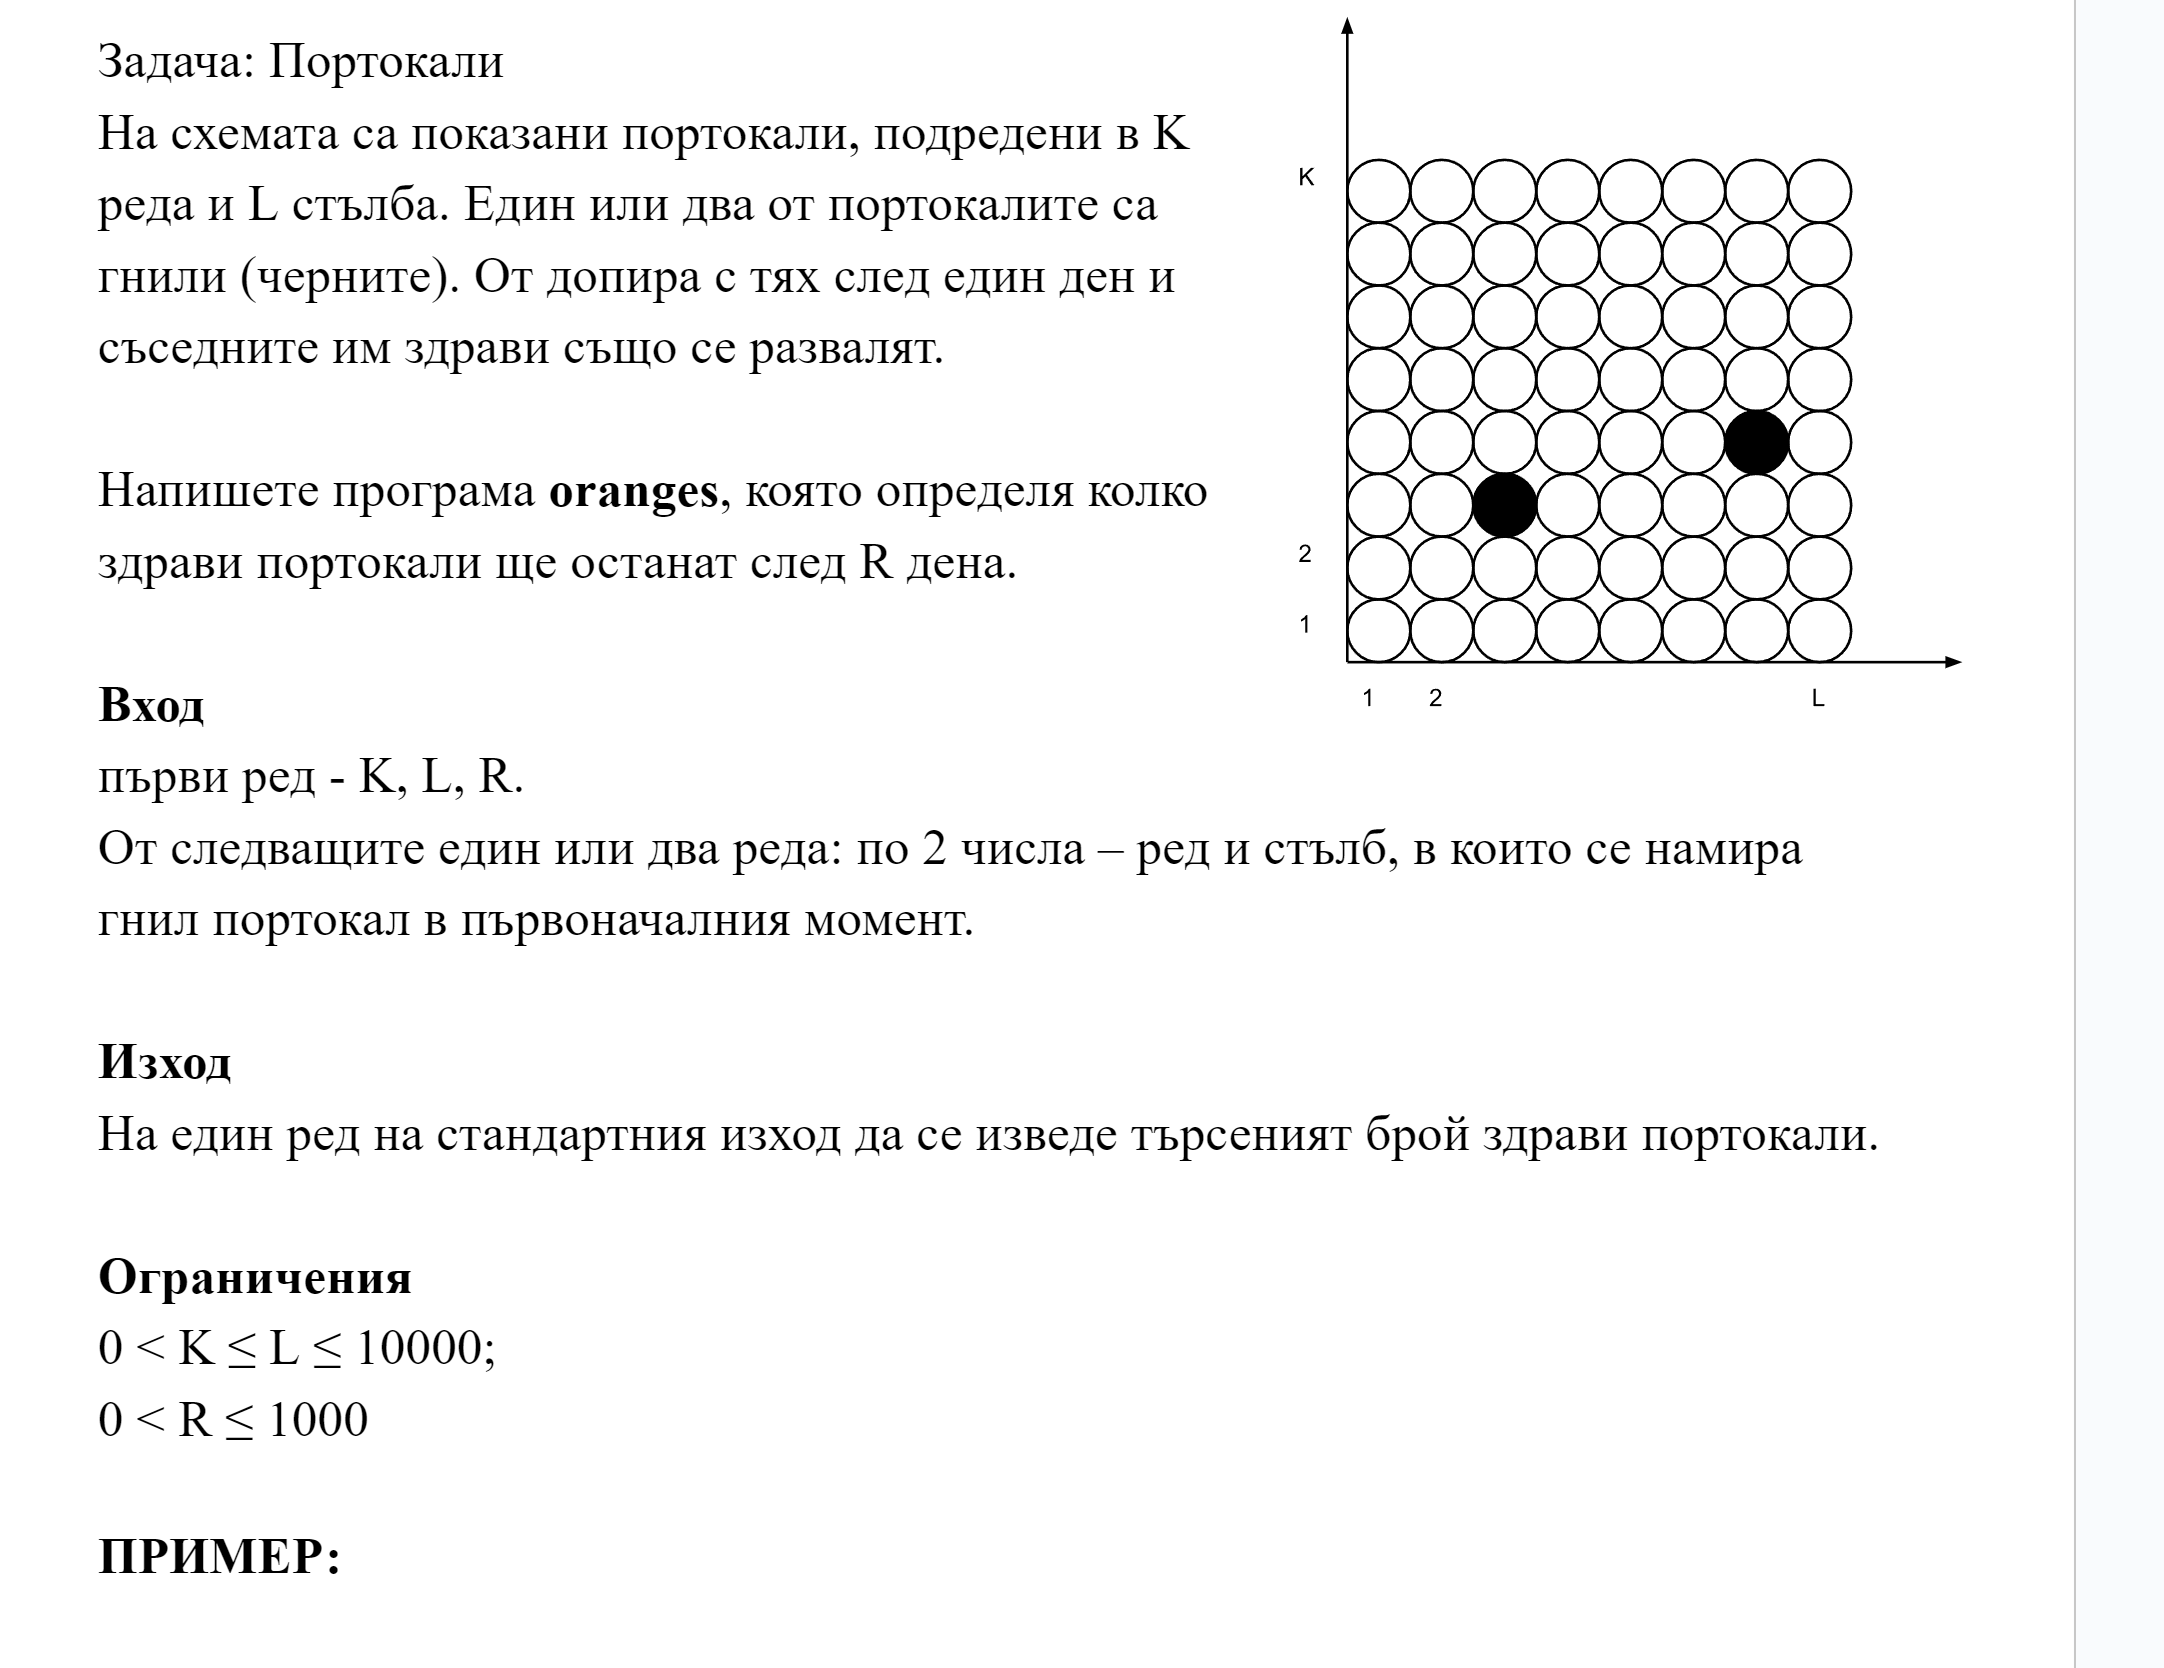 Задача: Портокали
На схемата са показани портокали, подредени в K
реда и L стълба. Един или два от портокалите са
гнили (черните). От допира с тях след един ден и
съседните им здрави също се развалят.
Напишете програма oranges, която определя колко
здрави портокали ще останат след R дена.
K
2
1
1 2 L
Вход
първи ред - K, L, R.
От следващите един или два реда: по 2 числа – ред и стълб, в които се намира
гнил портокал в първоначалния момент.
Изход
На един ред на стандартния изход да се изведе търсеният брой здрави портокали.
Ограничения
0 < K ≤ L ≤ 10000;
0 < R ≤ 1000
ПРИМЕР: